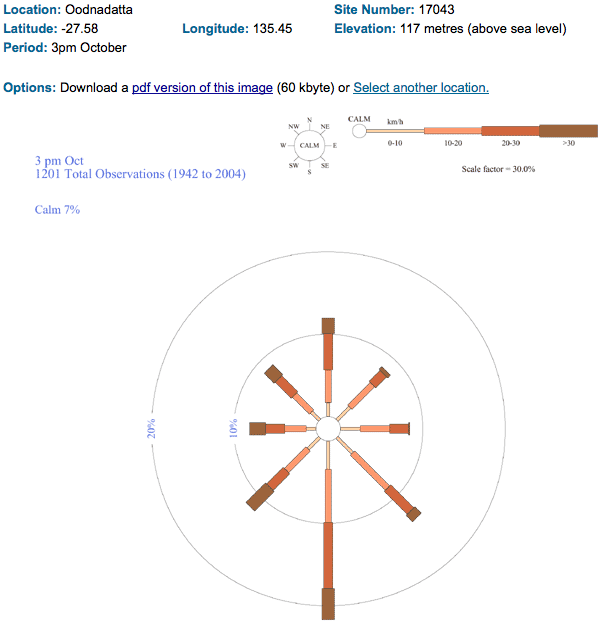 Location: Oodnadatta Site Number: 17043
Latitude: -27.58 Longitude: 135.45 Elevation: 117 metres (above sea level)
Period: 3pm October
Options: Download a pdf version of this image (60 kbyte) or Select another location.
N
NW NE
W CALM E
SW SE
S
CALM km/h
0-10 10-20 20-30 >30
Scale factor = 30.0%
3 pm Oct
1201 Total Observations (1942 to 2004)
Calm 7%
20% 10%